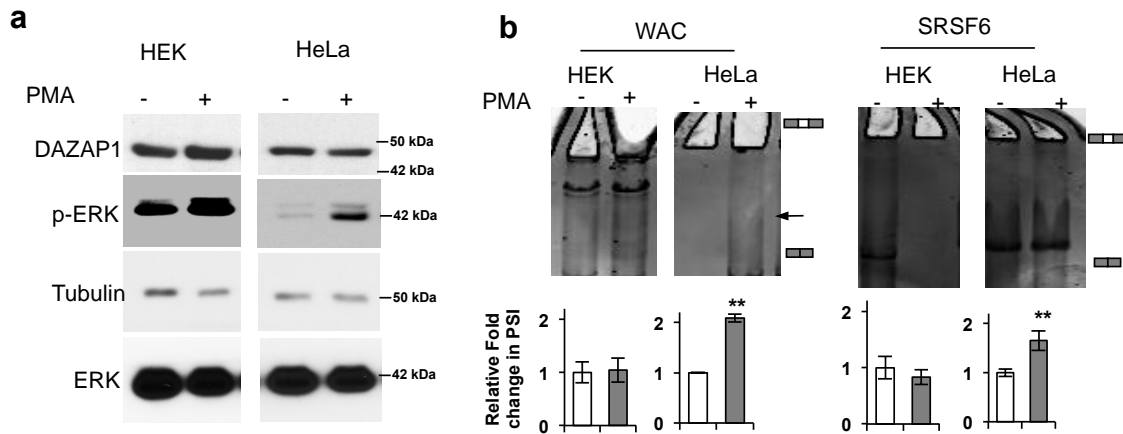 a
HEK HeLa
PMA - + - +
DAZAP1
50 kDa
42 kDa
p-ERK
42 kDa
Tubulin
50 kDa
ERK
42 kDa
b
WAC SRSF6
HEK HeLa HEK HeLa
PMA - + - + - + - +
Relative Fold
change in PSI
2 2 ** 2 2 **
1 1 1 1
0 0 0 0